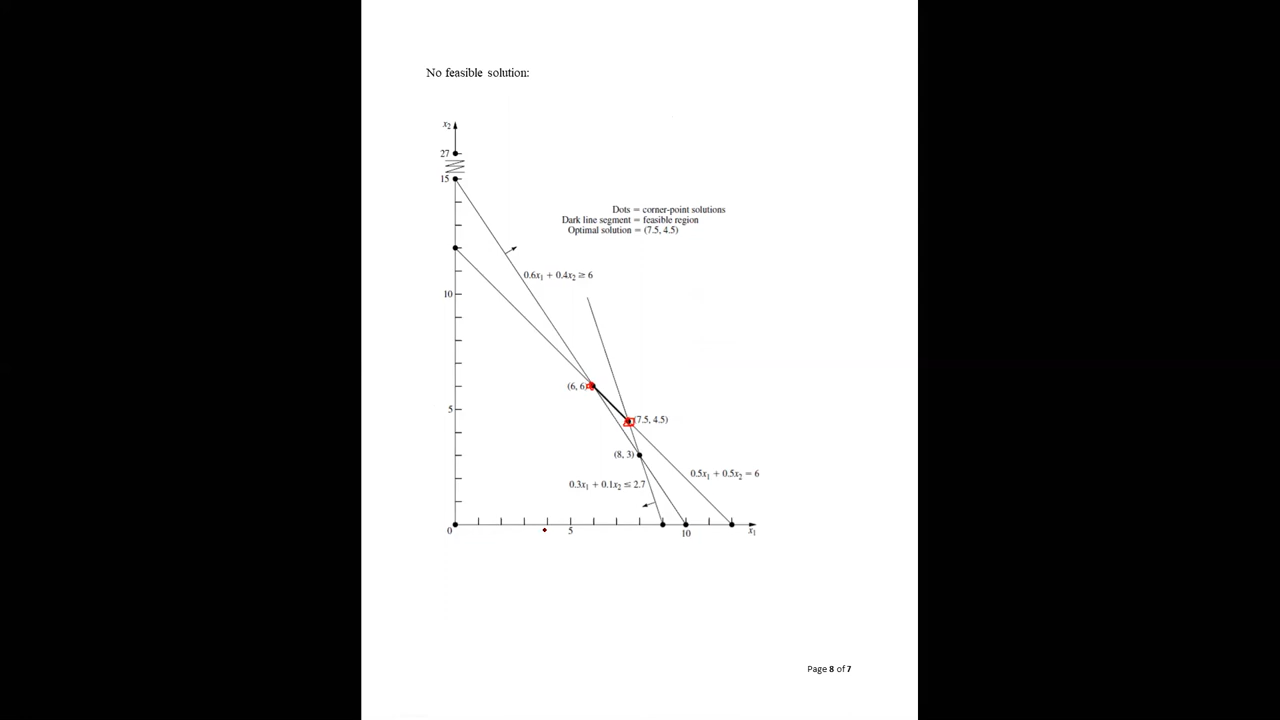 No feasible solution:
x₂
27
15
Dots = corner-point solutions
Dark line segment = feasible region
Optimal solution = (7.5, 4.5)
0.6x₁ + 0.4x₂ ≥ 6
10
(6, 6)
5
(7.5, 4.5)
(8, 3)
0.5x₁ + 0.5x₂ = 6
0.3x₁ + 0.1x₂ ≤ 2.7
0
5
10
x₁
Page 8 of 7